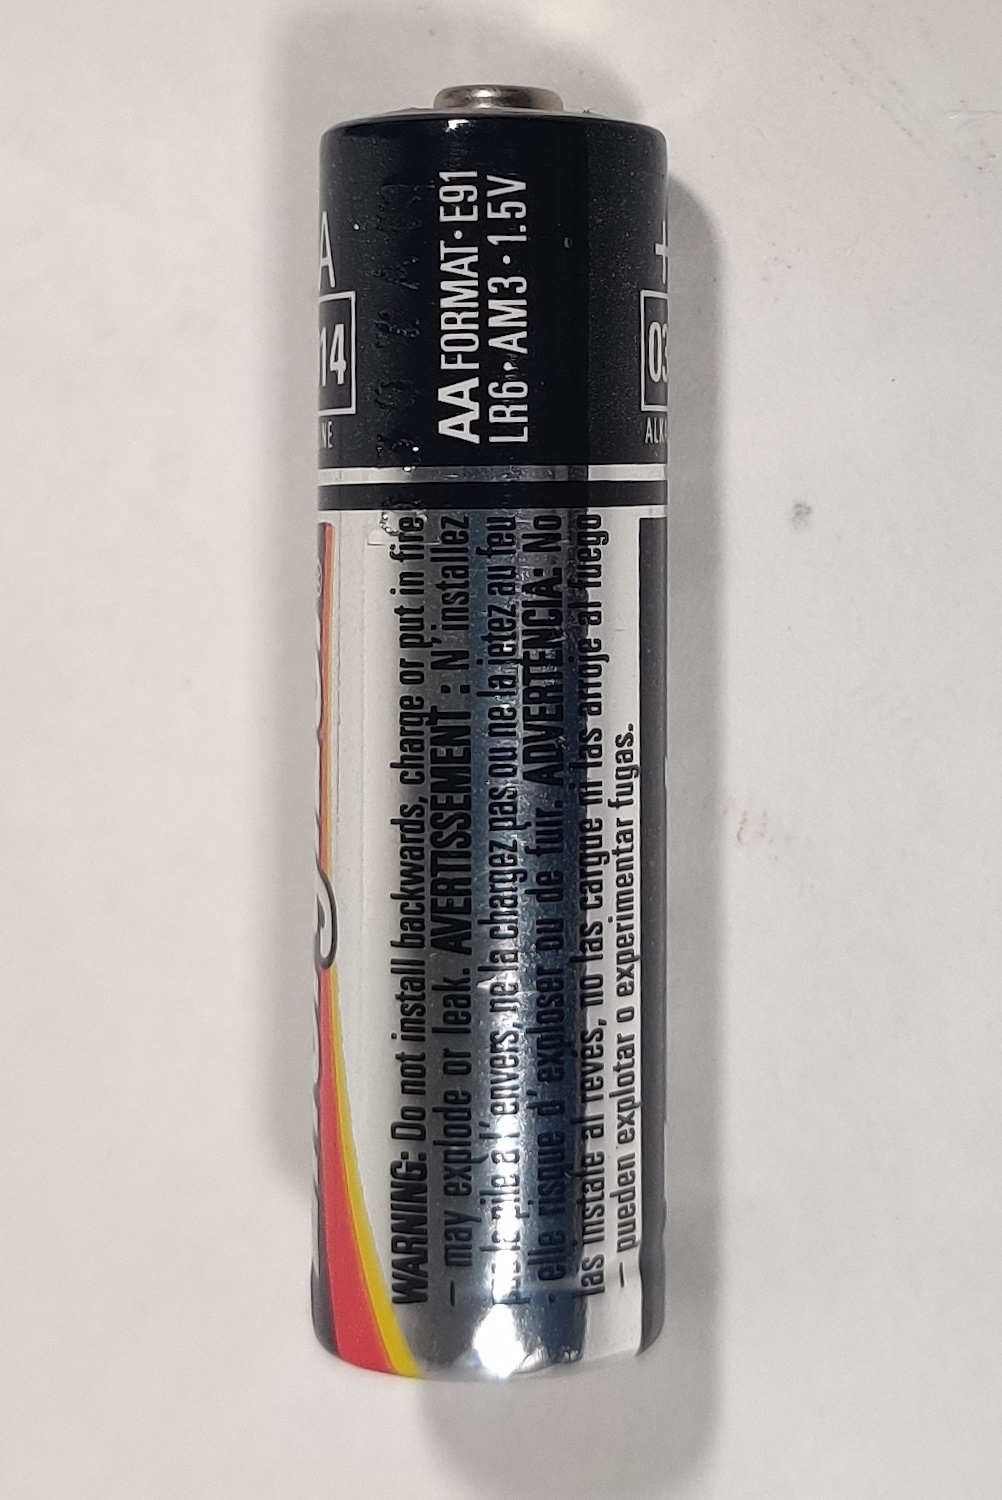 AA FORMAT • E91
LR6 • AM3 • 1.5V
WARNING: Do not install backwards, charge or put in fire
– may explode or leak. AVERTISSEMENT : N' installez
pas la pile à l' envers, ne la chargez pas ou ne la jetez au feu
- elle risque d' exploser ou de fuir. ADVERTENCIA: No
las instale al revés, no las cargue ni las arroje al fuego
– pueden explotar o experimentar fugas.
A
14
+
03